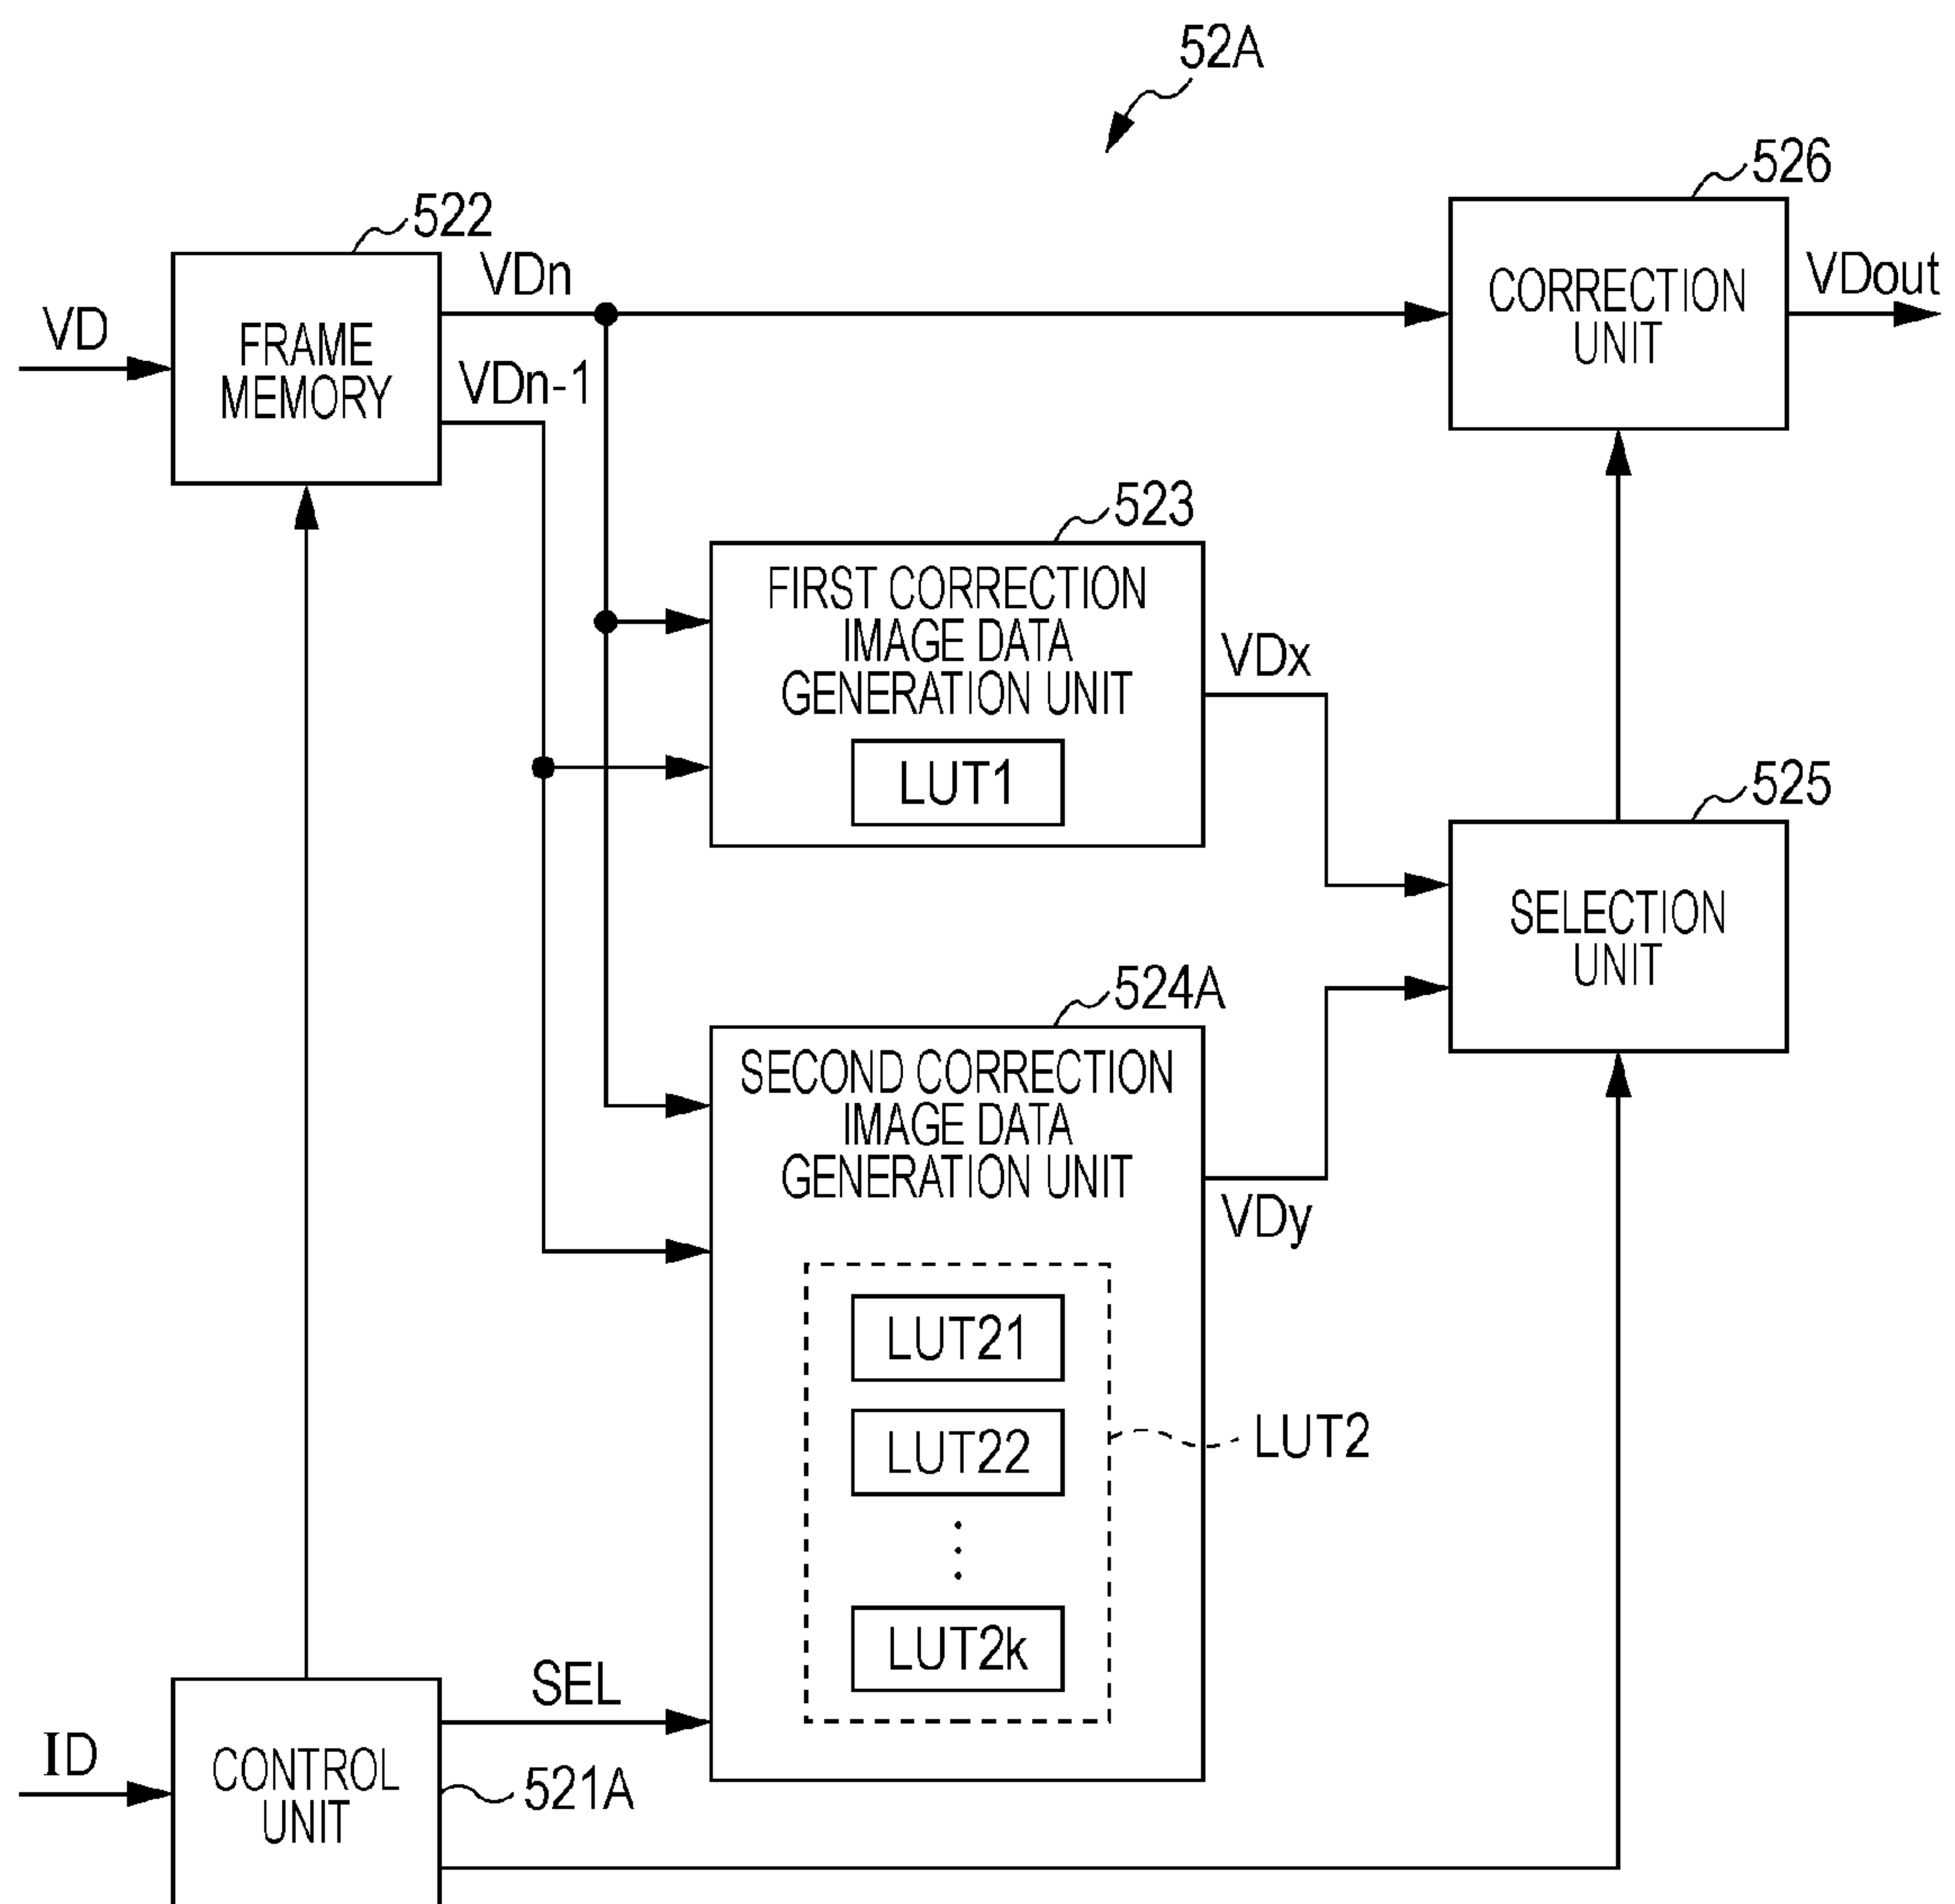 52A
522
VDn
VD
FRAME
MEMORY
VDn-1
526
CORRECTION
UNIT
VDout
523
FIRST CORRECTION
IMAGE DATA
GENERATION UNIT
LUT1
VDx
525
SELECTION
UNIT
524A
SECOND CORRECTION
IMAGE DATA
GENERATION UNIT
VDy
LUT21
LUT22
LUT2k
LUT2
SEL
ID
CONTROL
UNIT
521A